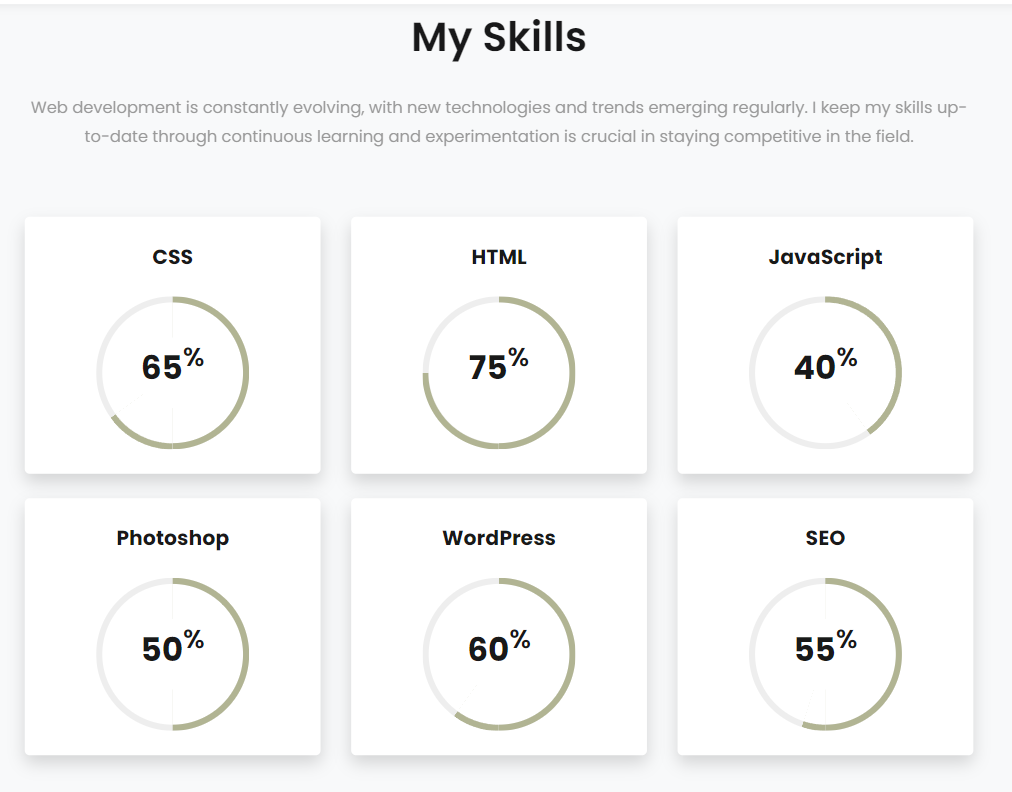 My Skills
Web development is constantly evolving, with new technologies and trends emerging regularly. I keep my skills up-
to-date through continuous learning and experimentation is crucial in staying competitive in the field.
CSS
HTML
JavaScript
65%
75%
40%
Photoshop
WordPress
SEO
50%
60%
55%